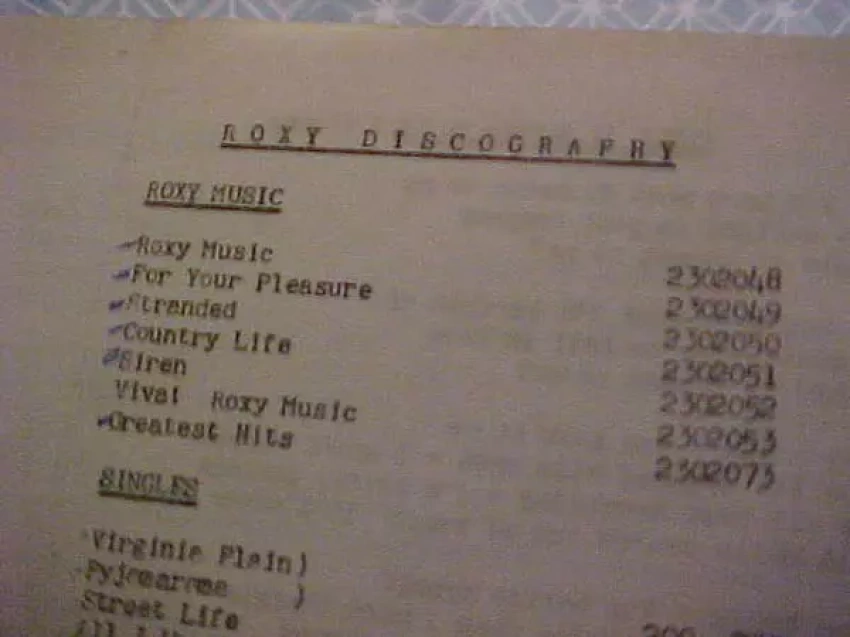 ROXY DISCOGRAPHY
ROXY MUSIC
Roxy Music 2302048
For Your Pleasure 2302049
Stranded 2302050
Country Life 2302051
Siren 2302052
Viva! Roxy Music 2302053
Greatest Hits 2302073
SINGLES
Virginia Plain)
Pyjamarama )
Street Life